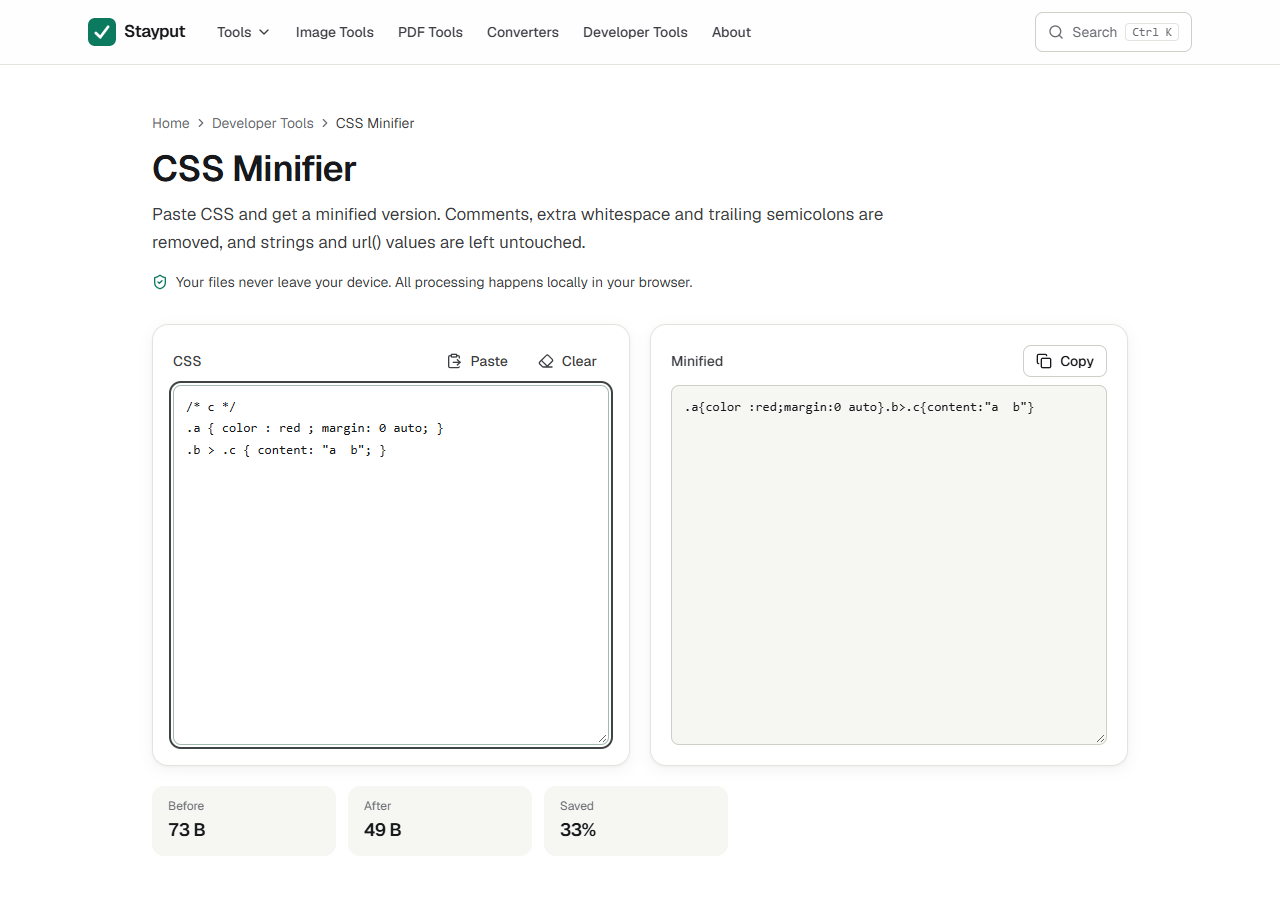 Stayput
Tools
Image Tools
PDF Tools
Converters
Developer Tools
About
Search
Ctrl K
Home
Developer Tools
CSS Minifier
CSS Minifier
Paste CSS and get a minified version. Comments, extra whitespace and trailing semicolons are
removed, and strings and url() values are left untouched.
Your files never leave your device. All processing happens locally in your browser.
CSS
Paste
Clear
/* c */
.a { color : red ; margin: 0 auto; }
.b > .c { content: "a  b"; }
Minified
Copy
.a{color :red;margin:0 auto}.b>.c{content:"a  b"}
Before
73 B
After
49 B
Saved
33%